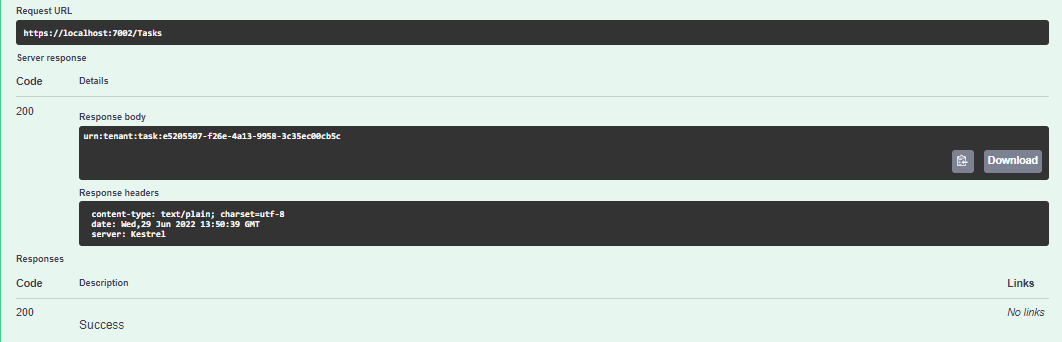 Request URL
https://localhost:7002/Tasks
Server response
Code Details
200
Response body
urn:tenant:task:e5205507-f26e-4a13-9958-3c35ec00cb5c
Download
Response headers
content-type: text/plain; charset=utf-8
date: Wed,29 Jun 2022 13:50:39 GMT
server: Kestrel
Responses
Code Description Links
200 No links
Success